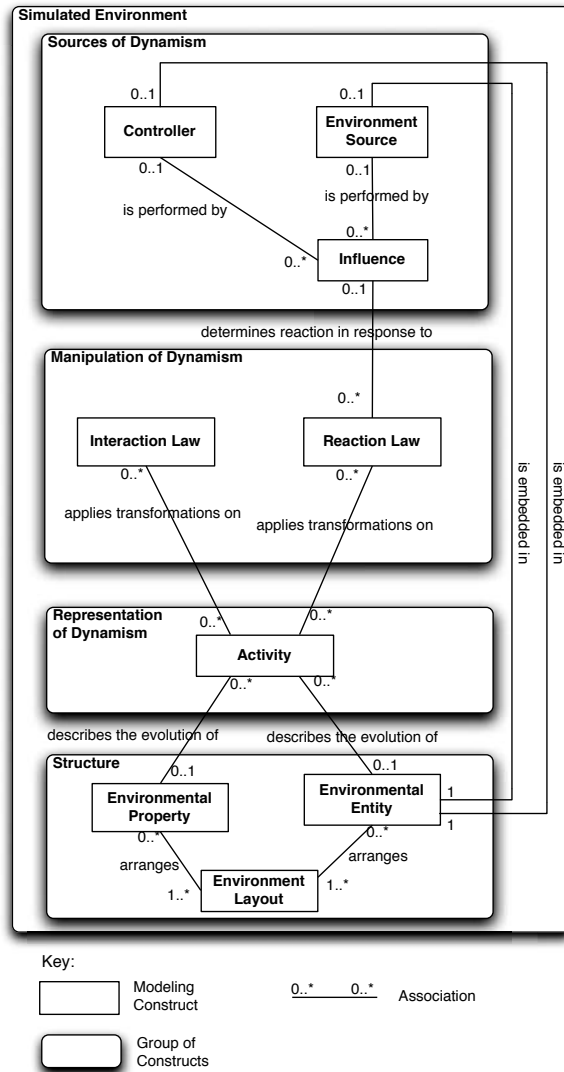 Simulated Environment
Sources of Dynamism
0..1
0..1
Controller
Environment
Source
0..1
0..1
is performed by
is performed by
0..*
0..*
Influence
0..1
determines reaction in response to
Manipulation of Dynamism
0..*
Interaction Law
Reaction Law
0..*
0..*
is embedded in
is embedded in
applies transformations on
applies transformations on
Representation
of Dynamism
0..*
0..*
Activity
0..*
0..*
describes the evolution of
describes the evolution of
Structure
0..1
0..1
Environmental
Property
Environmental
Entity
1
1
0..*
0..*
arranges
arranges
Environment
Layout
1..*
1..*
Key:
Modeling
Construct
0..*
0..*
Association
Group of
Constructs